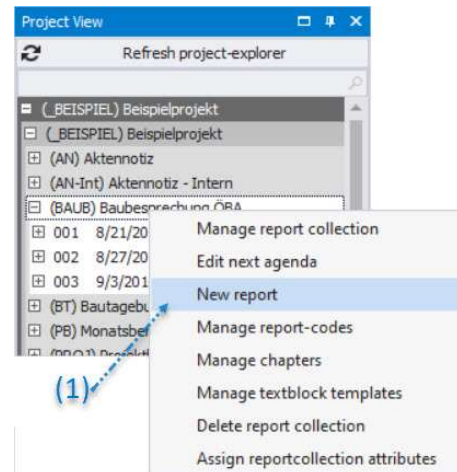 Project View
Refresh project-explorer
(_BEISPIEL) Beispielprojekt
(_BEISPIEL) Beispielprojekt
(AN) Aktennotiz
(AN-Int) Aktennotiz - Intern
(BAUB) Baubesprechung ÖBA
001 8/21/20
002 8/27/20
003 9/3/201
(BT) Bautagebu
(PB) Monatsber
Manage report collection
Edit next agenda
New report
Manage report-codes
Manage chapters
Manage textblock templates
Delete report collection
Assign reportcollection attributes
(1)